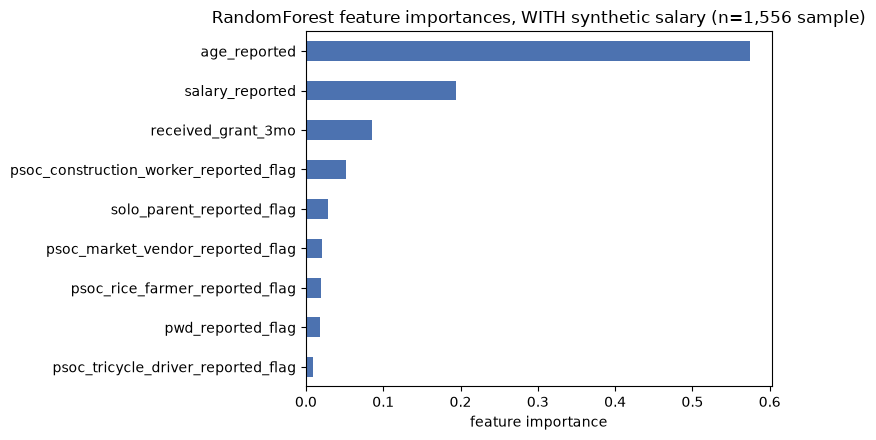 RandomForest feature importances, WITH synthetic salary (n=1,556 sample)
age_reported
salary_reported
received_grant_3mo
psoc_construction_worker_reported_flag
solo_parent_reported_flag
psoc_market_vendor_reported_flag
psoc_rice_farmer_reported_flag
pwd_reported_flag
psoc_tricycle_driver_reported_flag
0.0 0.1 0.2 0.3 0.4 0.5 0.6
feature importance